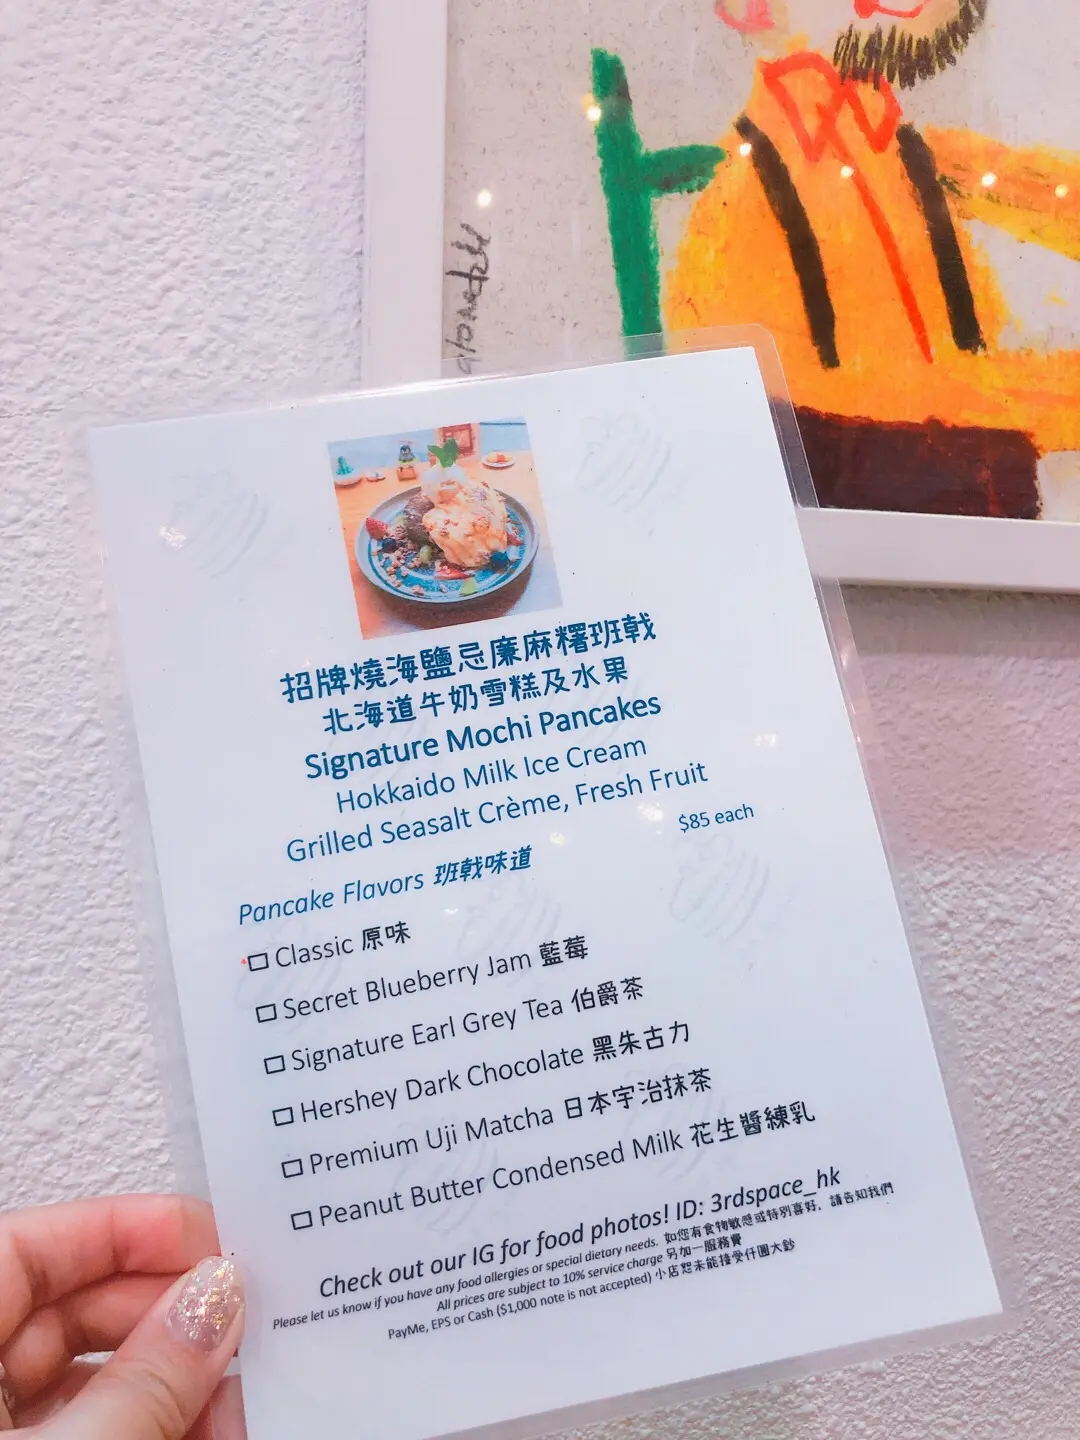 招牌燒海鹽忌廉麻糬班戟
北海道牛奶雪糕及水果
Signature Mochi Pancakes
Hokkaido Milk Ice Cream
Grilled Seasalt Crème, Fresh Fruit
$85 each
Pancake Flavors 班戟味道
Classic 原味
Secret Blueberry Jam 藍莓
Signature Earl Grey Tea 伯爵茶
Hershey Dark Chocolate 黑朱古力
Premium Uji Matcha 日本宇治抹茶
Peanut Butter Condensed Milk 花生醬練乳
Check out our IG for food photos! ID: 3rdspace_hk
Please let us know if you have any food allergies or special dietary needs. 如您有食物敏感或特別喜好，請告知我們
All prices are subject to 10% service charge 另加一服務費
PayMe, EPS or Cash ($1,000 note is not accepted) 小店恕未能接受仟圓大鈔